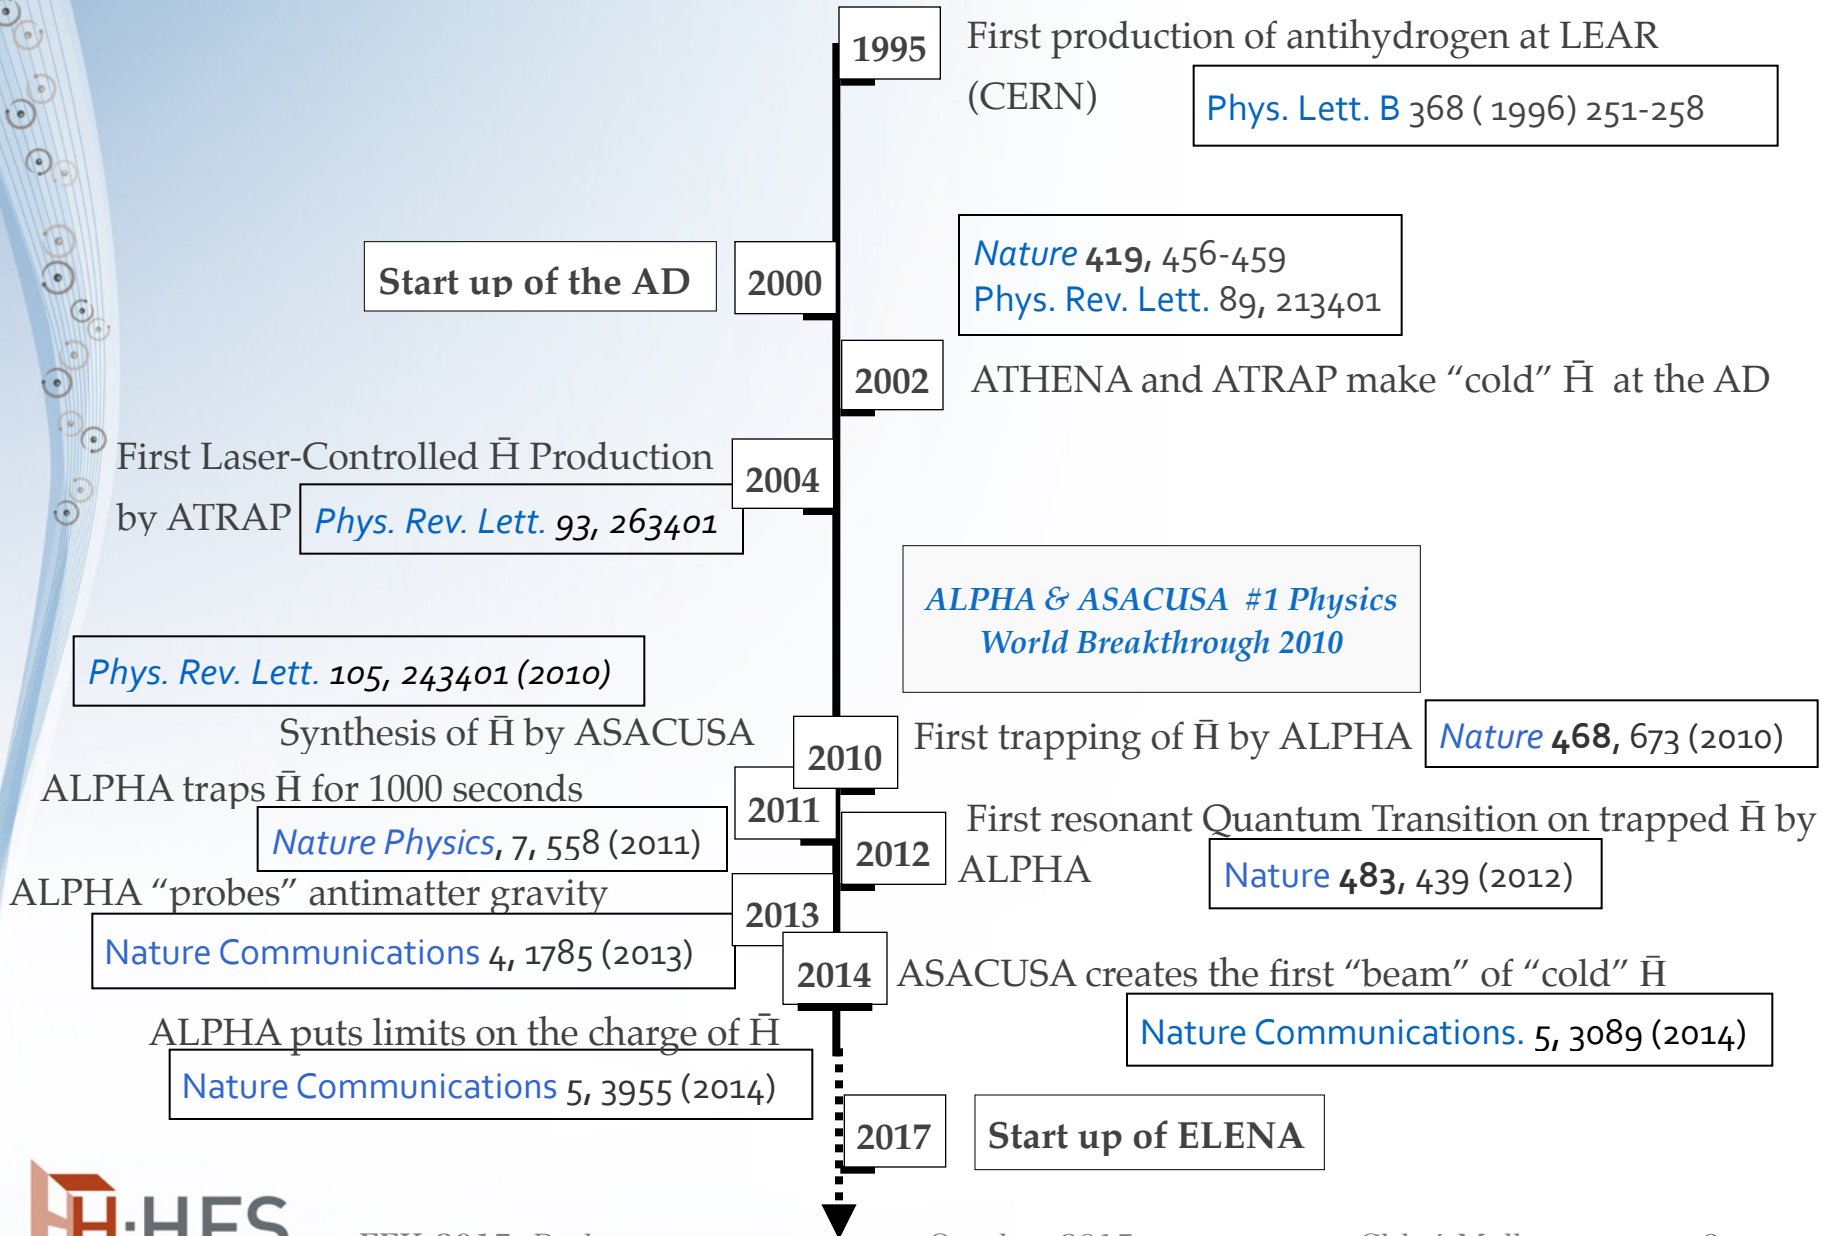 1995
First production of antihydrogen at LEAR
(CERN)
Phys. Lett. B 368 ( 1996) 251-258
Start up of the AD
2000
Nature 419, 456-459
Phys. Rev. Lett. 89, 213401
2002
ATHENA and ATRAP make “cold” H̄ at the AD
First Laser-Controlled H̄ Production
by ATRAP
2004
Phys. Rev. Lett. 93, 263401
ALPHA & ASACUSA #1 Physics
World Breakthrough 2010
Phys. Rev. Lett. 105, 243401 (2010)
Synthesis of H̄ by ASACUSA
2010
First trapping of H̄ by ALPHA
Nature 468, 673 (2010)
ALPHA traps H̄ for 1000 seconds
2011
Nature Physics, 7, 558 (2011)
2012
First resonant Quantum Transition on trapped H̄ by
ALPHA
Nature 483, 439 (2012)
ALPHA “probes” antimatter gravity
2013
Nature Communications 4, 1785 (2013)
2014
ASACUSA creates the first “beam” of “cold” H̄
Nature Communications. 5, 3089 (2014)
ALPHA puts limits on the charge of H̄
Nature Communications 5, 3955 (2014)
2017
Start up of ELENA
H·HFS
2015
2015